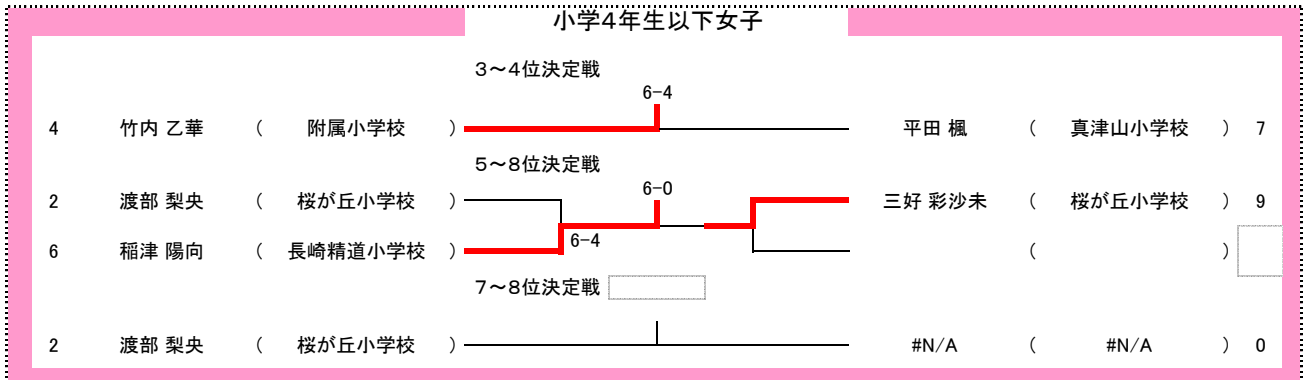 小学4年生以下女子
3～4位決定戦
6-4
4 竹内 乙華 ( 附属小学校 ) 平田 楓 ( 真津山小学校 ) 7
5～8位決定戦
6-0
2 渡部 梨央 ( 桜が丘小学校 ) 三好 彩沙未 ( 桜が丘小学校 ) 9
6-4
6 稲津 陽向 ( 長崎精道小学校 ) ( )
7～8位決定戦
2 渡部 梨央 ( 桜が丘小学校 ) #N/A ( #N/A ) 0